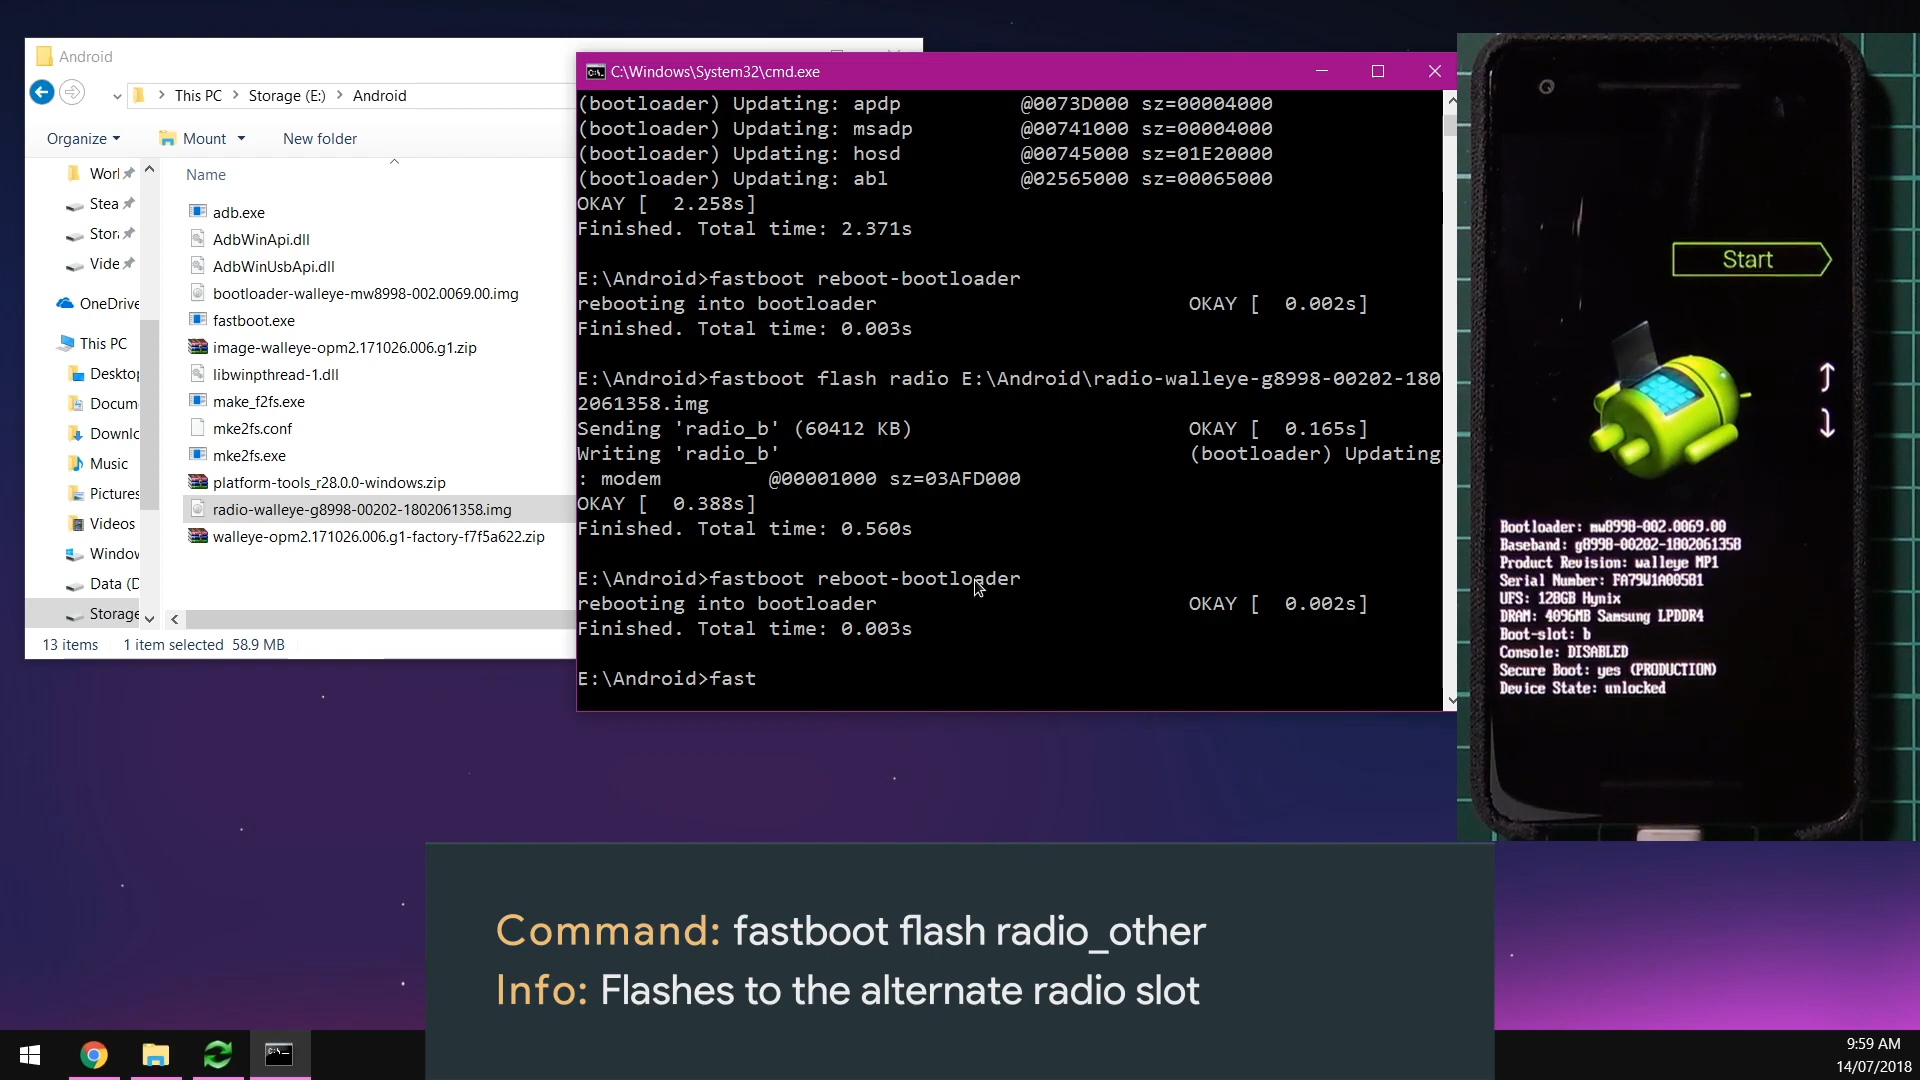 Android
This PC
Storage (E:)
Android
Organize
Mount
New folder
Name
Worl
Stea
Stor
Vide
OneDrive
This PC
Desktop
Docum
Downlo
Music
Pictures
Videos
Window
Data (D
Storage
adb.exe
AdbWinApi.dll
AdbWinUsbApi.dll
bootloader-walleye-mw8998-002.0069.00.img
fastboot.exe
image-walleye-opm2.171026.006.g1.zip
libwinpthread-1.dll
make_f2fs.exe
mke2fs.conf
mke2fs.exe
platform-tools_r28.0.0-windows.zip
radio-walleye-g8998-00202-1802061358.img
walleye-opm2.171026.006.g1-factory-f7f5a622.zip
13 items 1 item selected 58.9 MB
C:\Windows\System32\cmd.exe
(bootloader) Updating: apdp @0073D000 sz=00004000
(bootloader) Updating: msadp @00741000 sz=00004000
(bootloader) Updating: hosd @00745000 sz=01E20000
(bootloader) Updating: abl @02565000 sz=00065000
OKAY [ 2.258s]
Finished. Total time: 2.371s
E:\Android>fastboot reboot-bootloader
rebooting into bootloader OKAY [ 0.002s]
Finished. Total time: 0.003s
E:\Android>fastboot flash radio E:\Android\radio-walleye-g8998-00202-180
2061358.img
Sending 'radio_b' (60412 KB) OKAY [ 0.165s]
Writing 'radio_b' (bootloader) Updating
: modem @00001000 sz=03AFD000
OKAY [ 0.388s]
Finished. Total time: 0.560s
E:\Android>fastboot reboot-bootloader
rebooting into bootloader OKAY [ 0.002s]
Finished. Total time: 0.003s
E:\Android>fast
Start
Bootloader: mw8998-002.0069.00
Baseband: g8998-00202-1802061358
Product Revision: walleye MP1
Serial Number: FA79W1A00581
UFS: 128GB Hynix
DRAM: 4096MB Samsung LPDDR4
Boot-slot: b
Console: DISABLED
Secure Boot: yes (PRODUCTION)
Device State: unlocked
Command: fastboot flash radio_other
Info: Flashes to the alternate radio slot
9:59 AM
14/07/2018